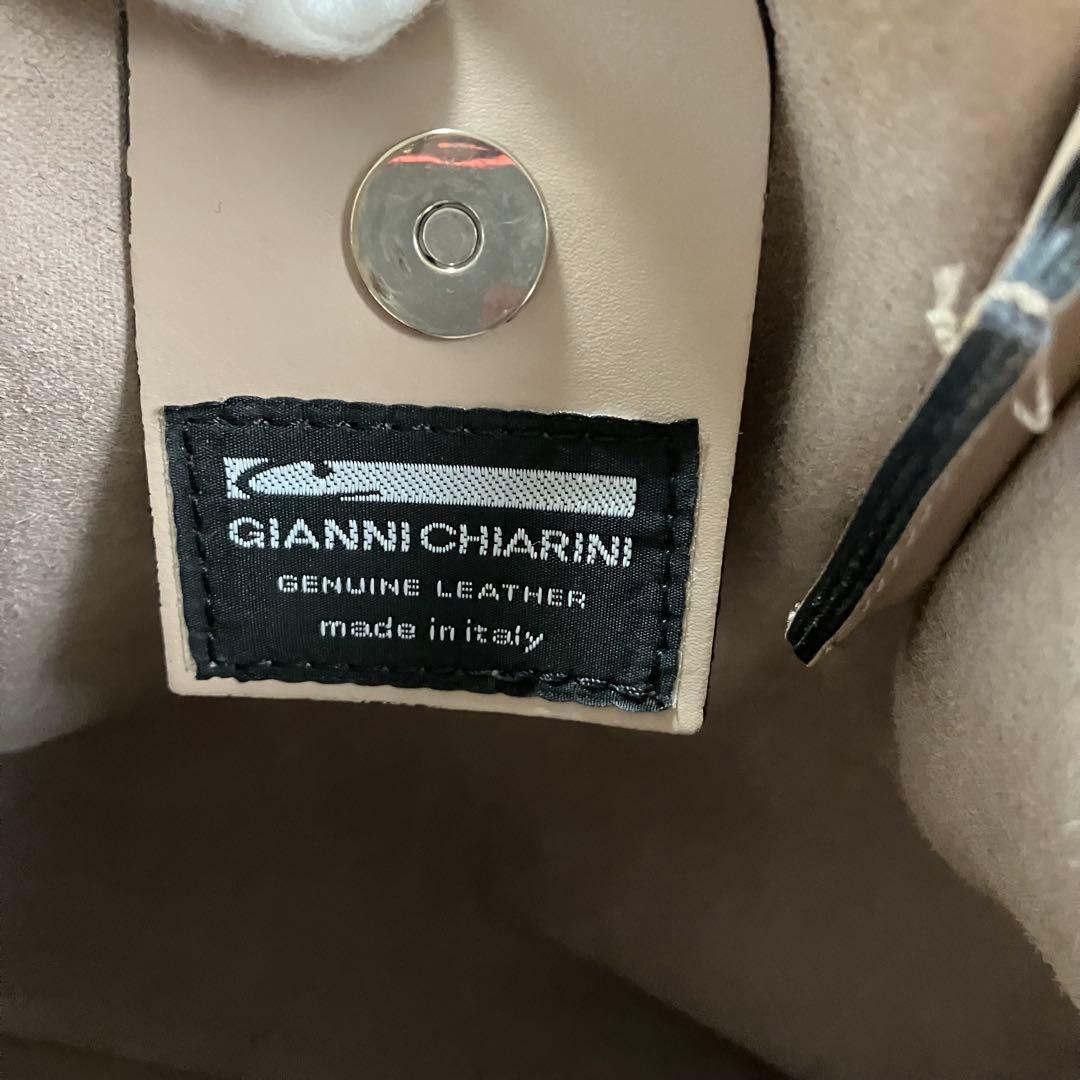 GIANNI CHIARINI
GENUINE LEATHER
made in italy